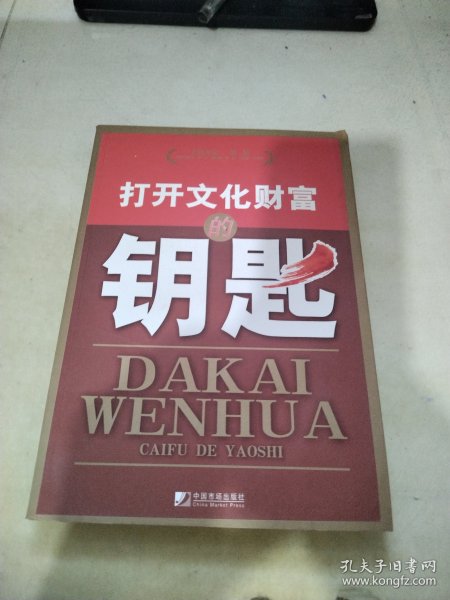 打开文化财富
的
钥匙
DAKAI
WENHUA
CAIFU DE YAOSHI
中国市场出版社
China Market Press
孔夫子旧书网
www.kongfz.com